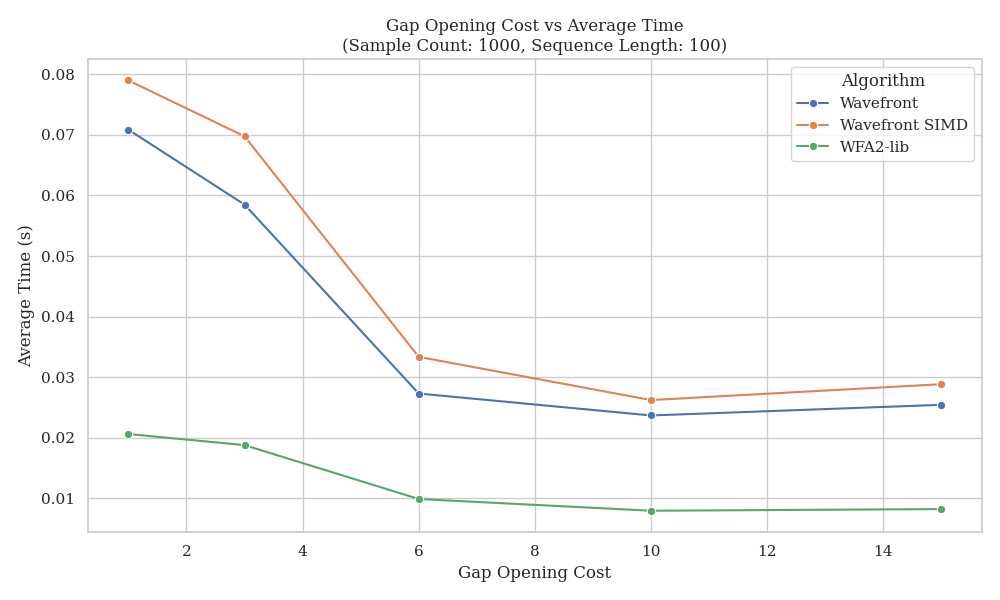 Gap Opening Cost vs Average Time
(Sample Count: 1000, Sequence Length: 100)
Algorithm
Wavefront
Wavefront SIMD
WFA2-lib
Average Time (s)
0.08
0.07
0.06
0.05
0.04
0.03
0.02
0.01
2 4 6 8 10 12 14
Gap Opening Cost